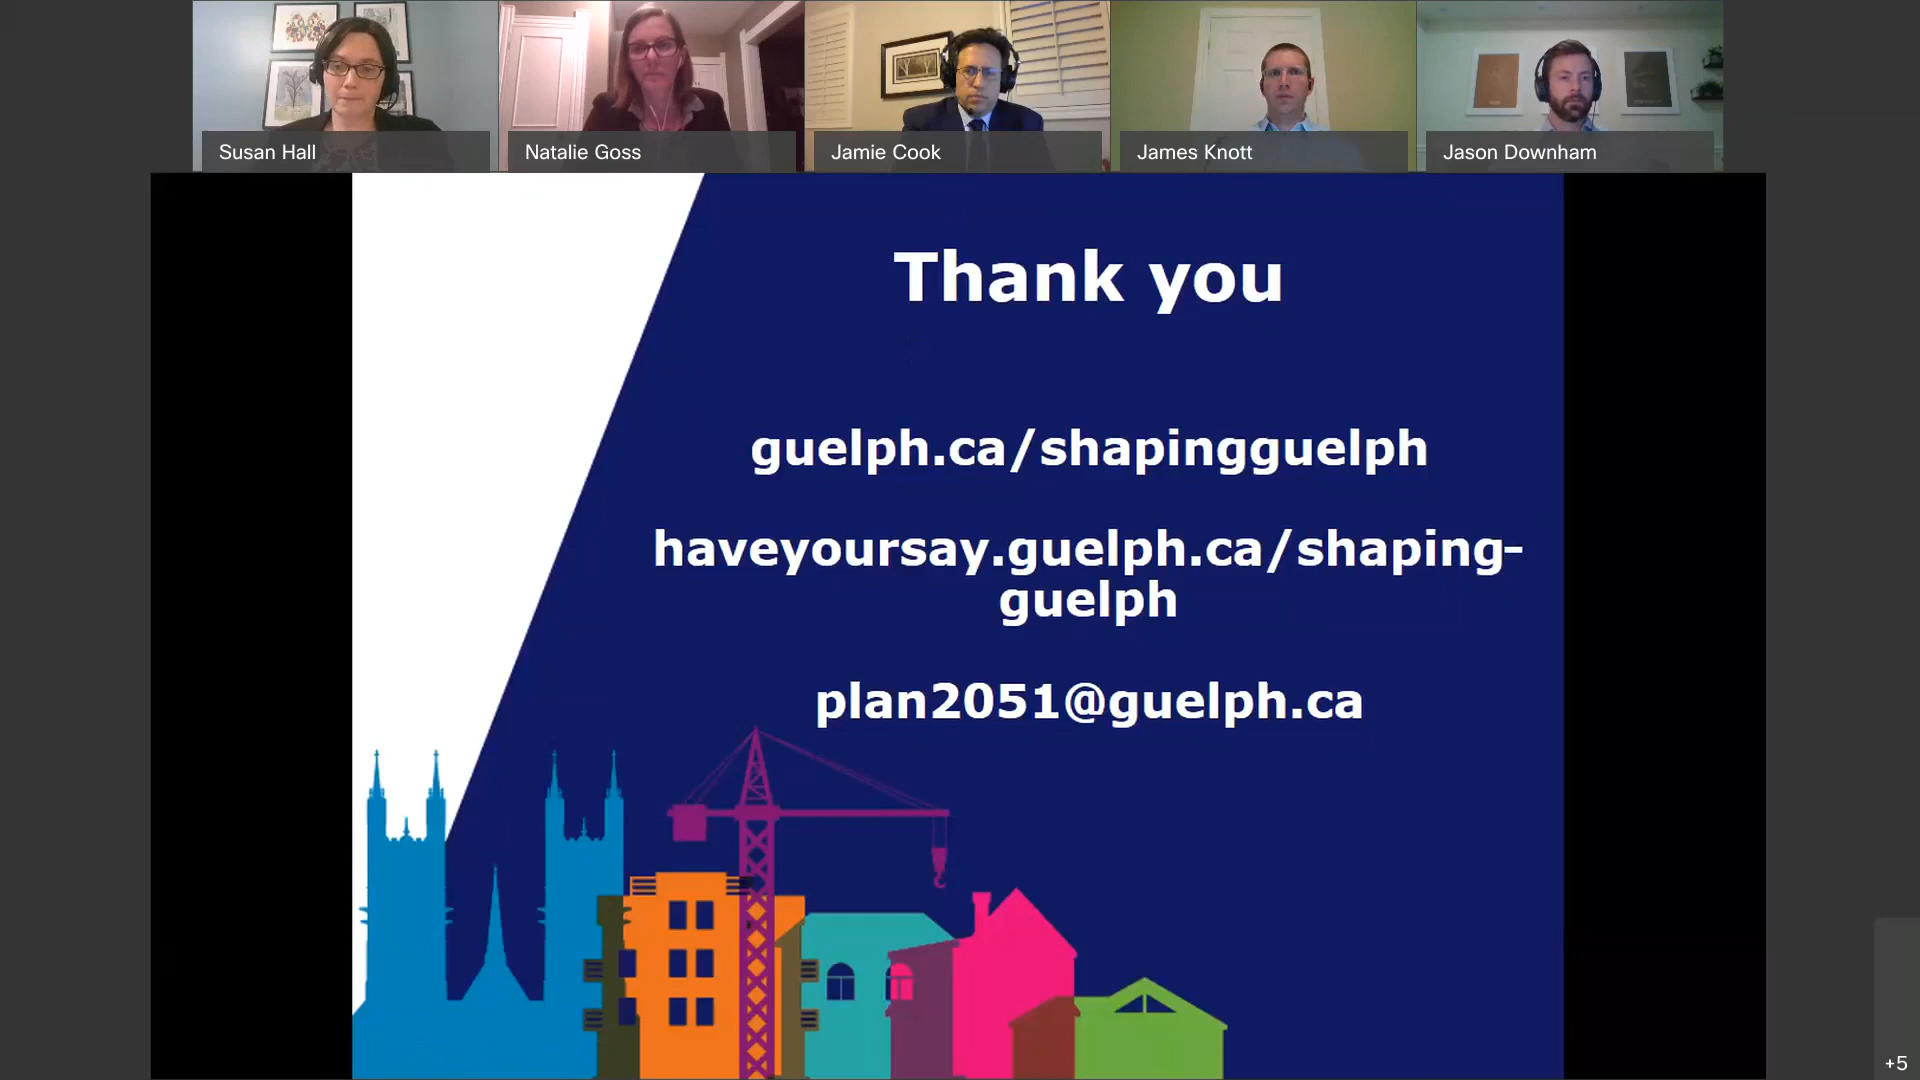 Susan Hall
Natalie Goss
Jamie Cook
James Knott
Jason Downham
Thank you
guelph.ca/shapingguelph
haveyoursay.guelph.ca/shaping-
guelph
plan2051@guelph.ca
+5